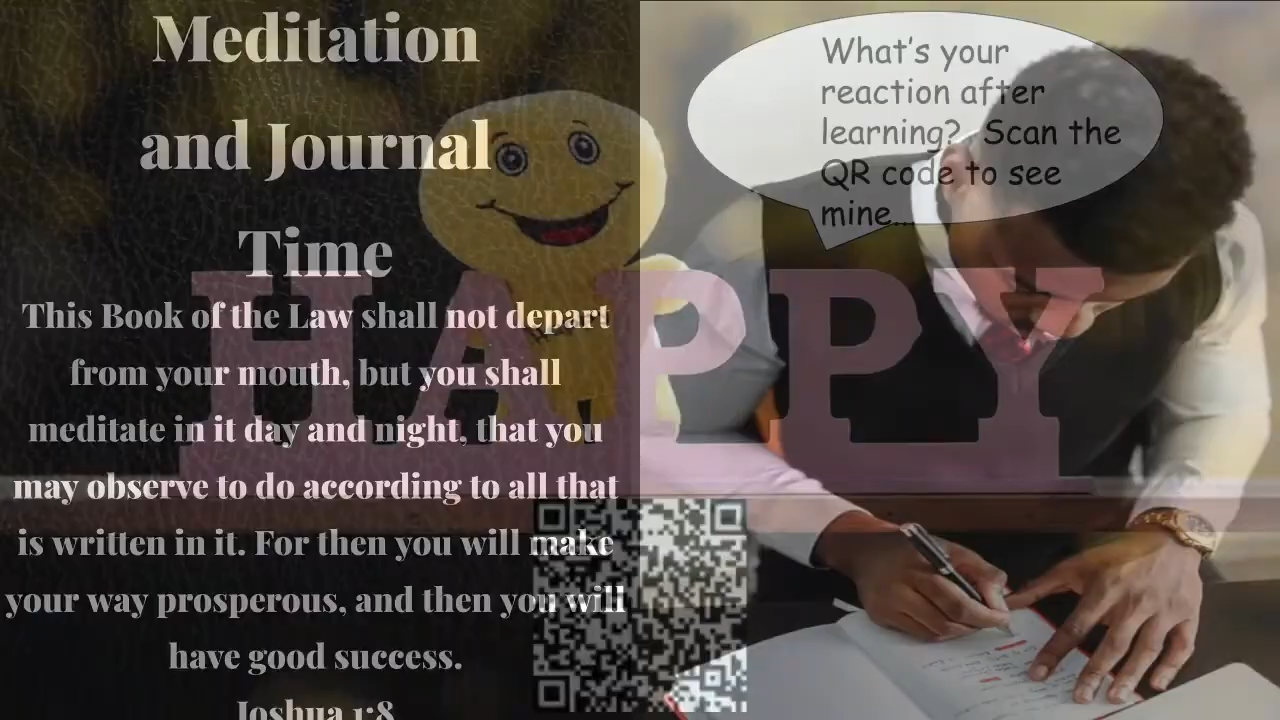 Meditation
and Journal
Time
This Book of the Law shall not depart
from your mouth, but you shall
meditate in it day and night, that you
may observe to do according to all that
is written in it. For then you will make
your way prosperous, and then you will
have good success.
Joshua 1:8
What's your
reaction after
learning? Scan the
QR code to see
mine...
HAPPY